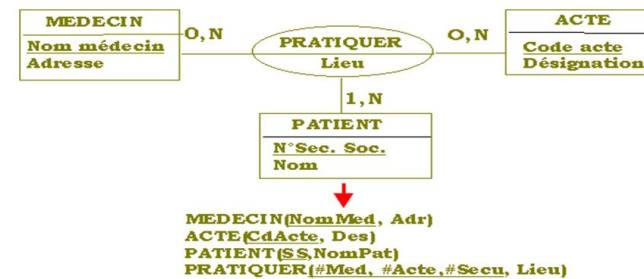 MEDECIN
Nom médecin
Adresse
O,N
PRATIQUER
Lieu
O,N
ACTE
Code acte
Désignation
1,N
PATIENT
N°Sec. Soc.
Nom
MEDECIN(NomMed, Adr)
ACTE(CdActe, Des)
PATIENT(SS,NomPat)
PRATIQUER(#Med, #Acte,#Secu, Lieu)